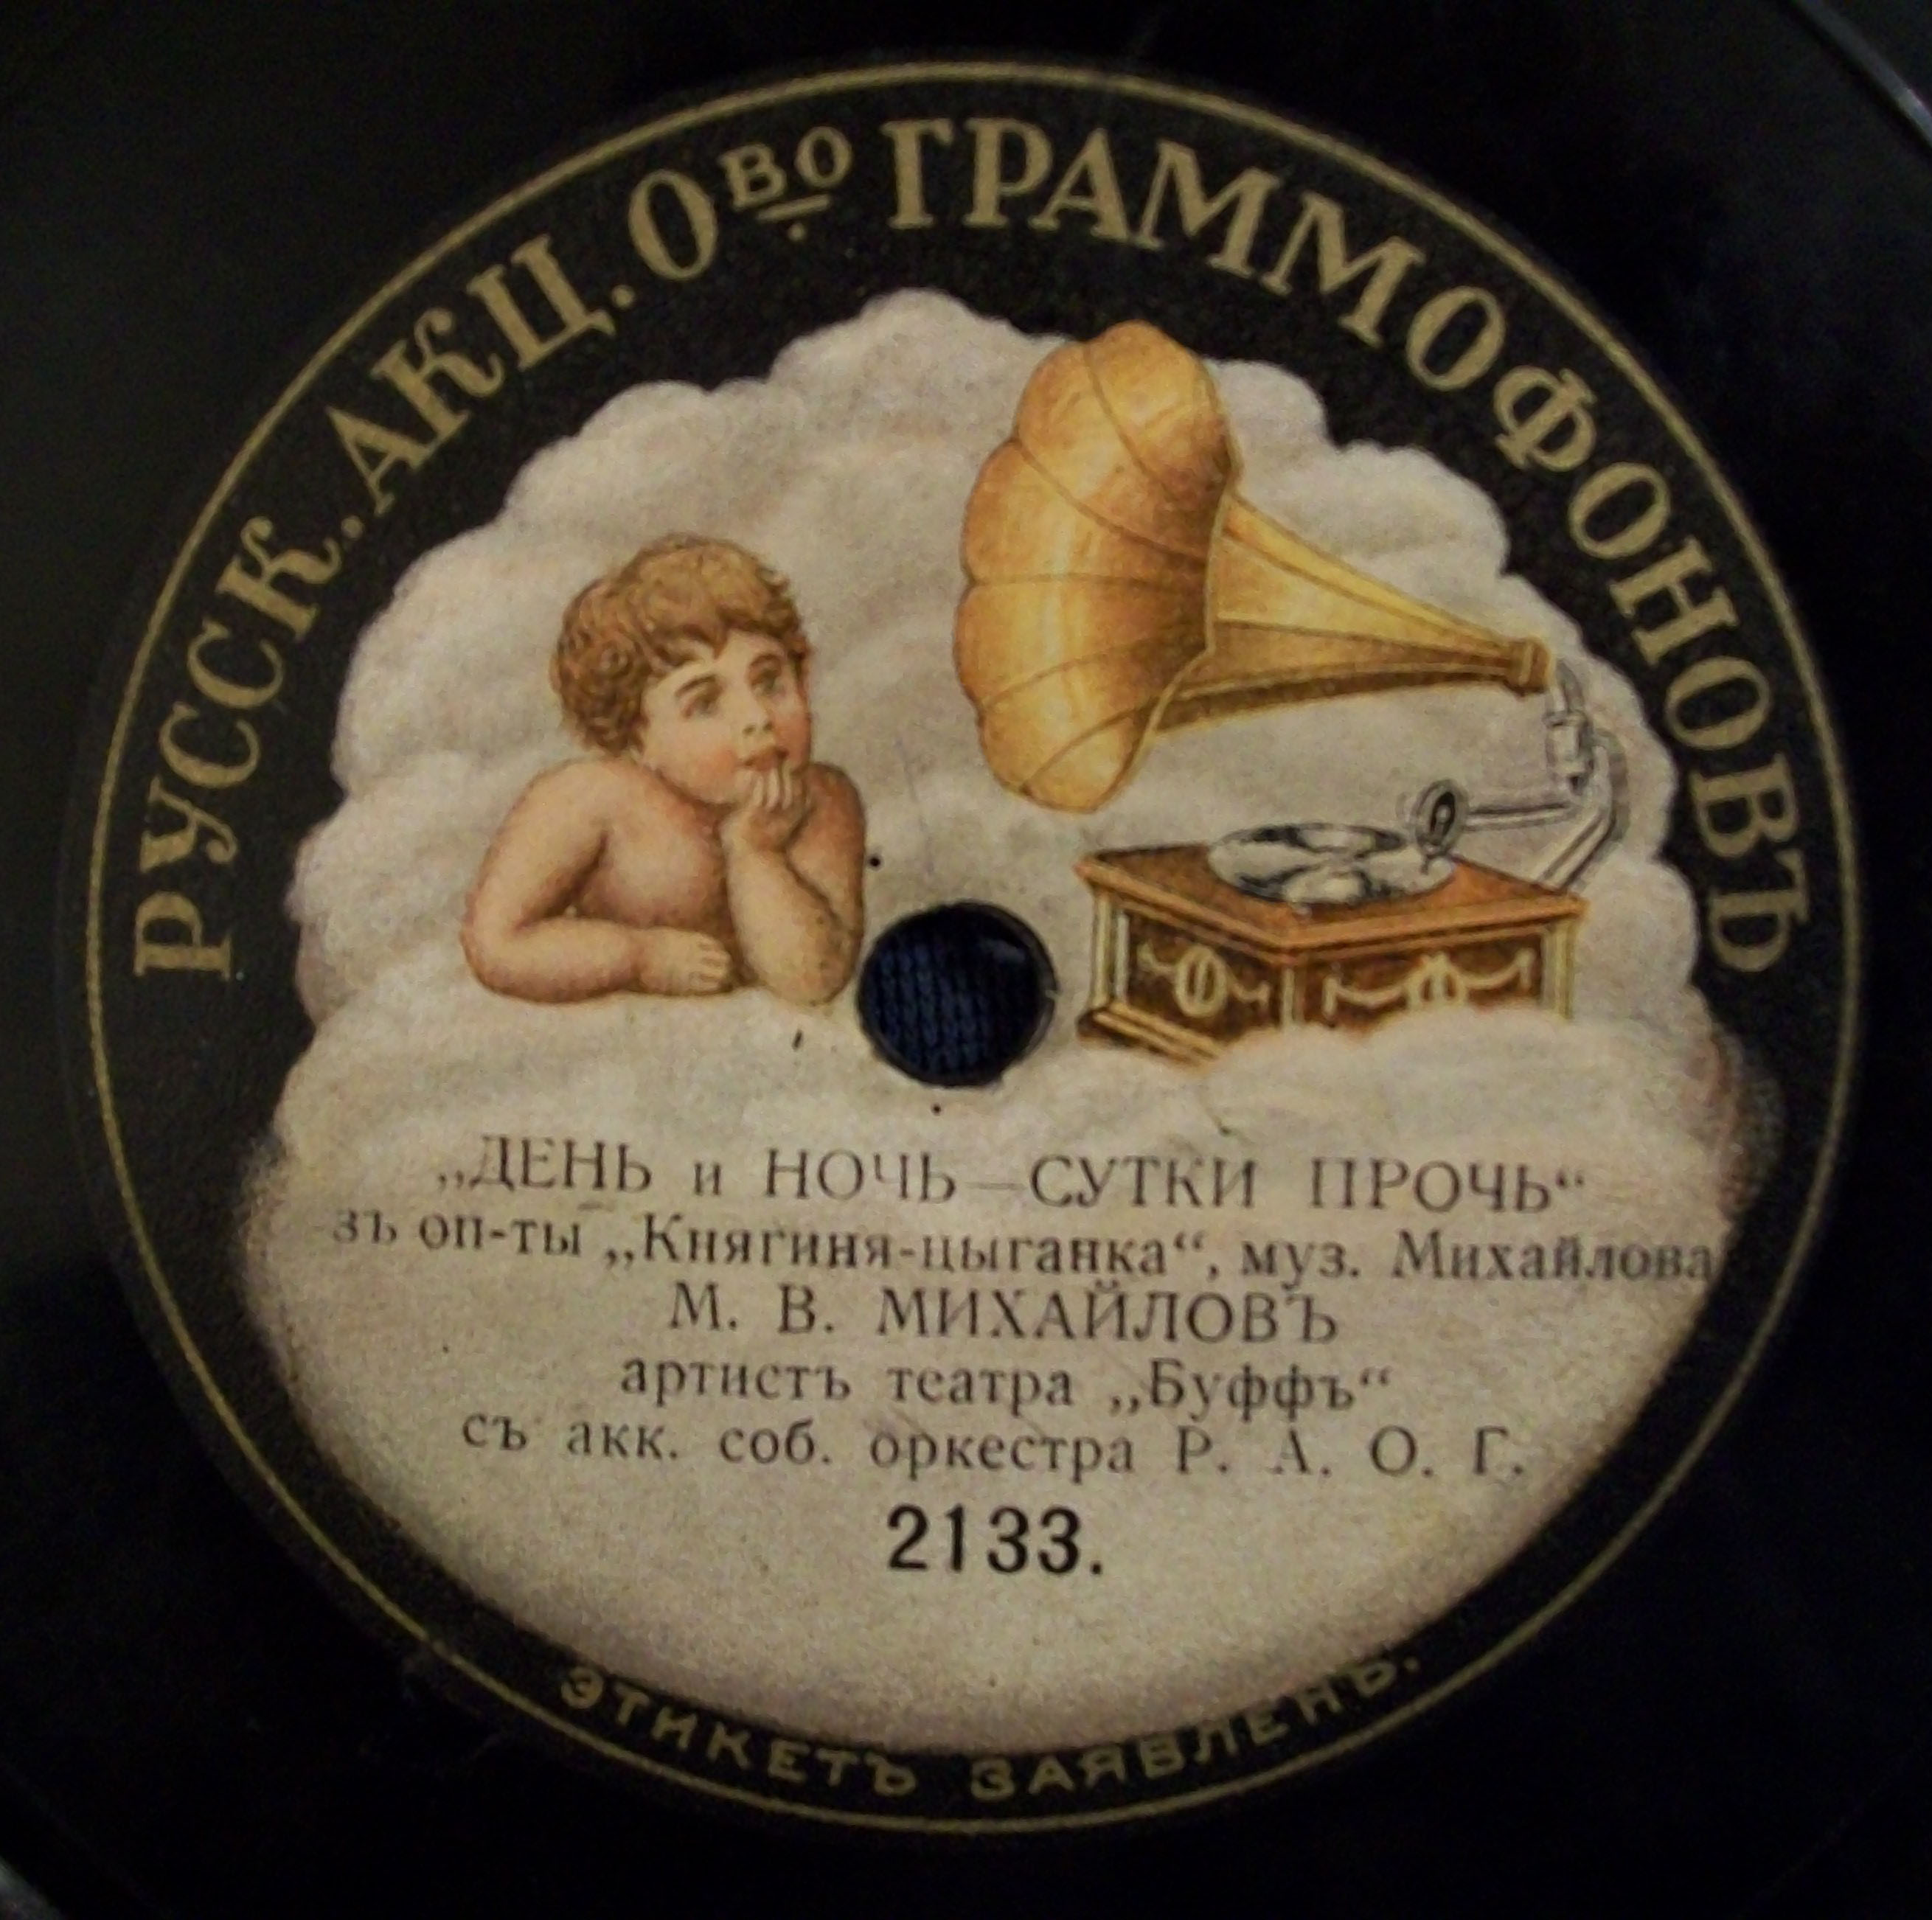 РУССК. АКЦ. Ово ГРАММОФОНОВЪ
„ДЕНЬ и НОЧЬ—СУТКИ ПРОЧЬ“
зъ оп-ты „Княгиня-цыганка“, муз. Михайлова
М. В. МИХАЙЛОВЪ
артистъ театра „Буффъ“
съ акк. соб. оркестра Р. А. О. Г.
2133.
ЭТИКЕТЪ ЗАЯВЛЕНЪ.